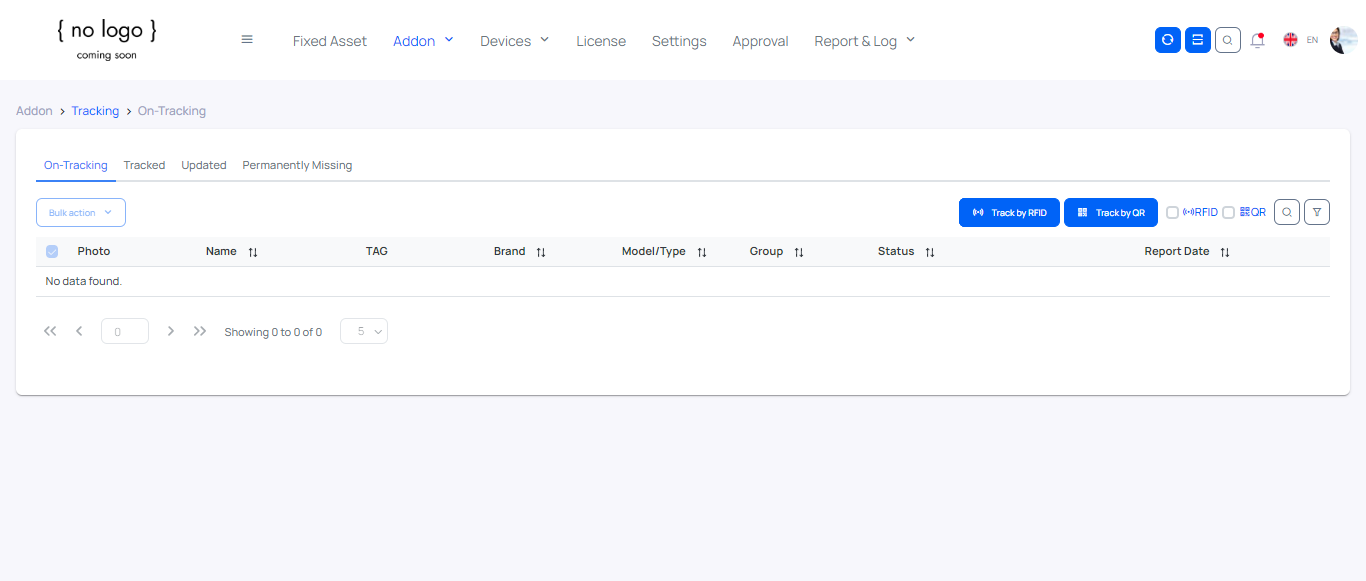 { no logo }
coming soon
Fixed Asset Addon Devices License Settings Approval Report & Log EN
Addon > Tracking > On-Tracking
On-Tracking Tracked Updated Permanently Missing
Bulk action Track by RFID Track by QR RFID QR
Photo Name TAG Brand Model/Type Group Status Report Date
No data found.
0 Showing 0 to 0 of 0 5